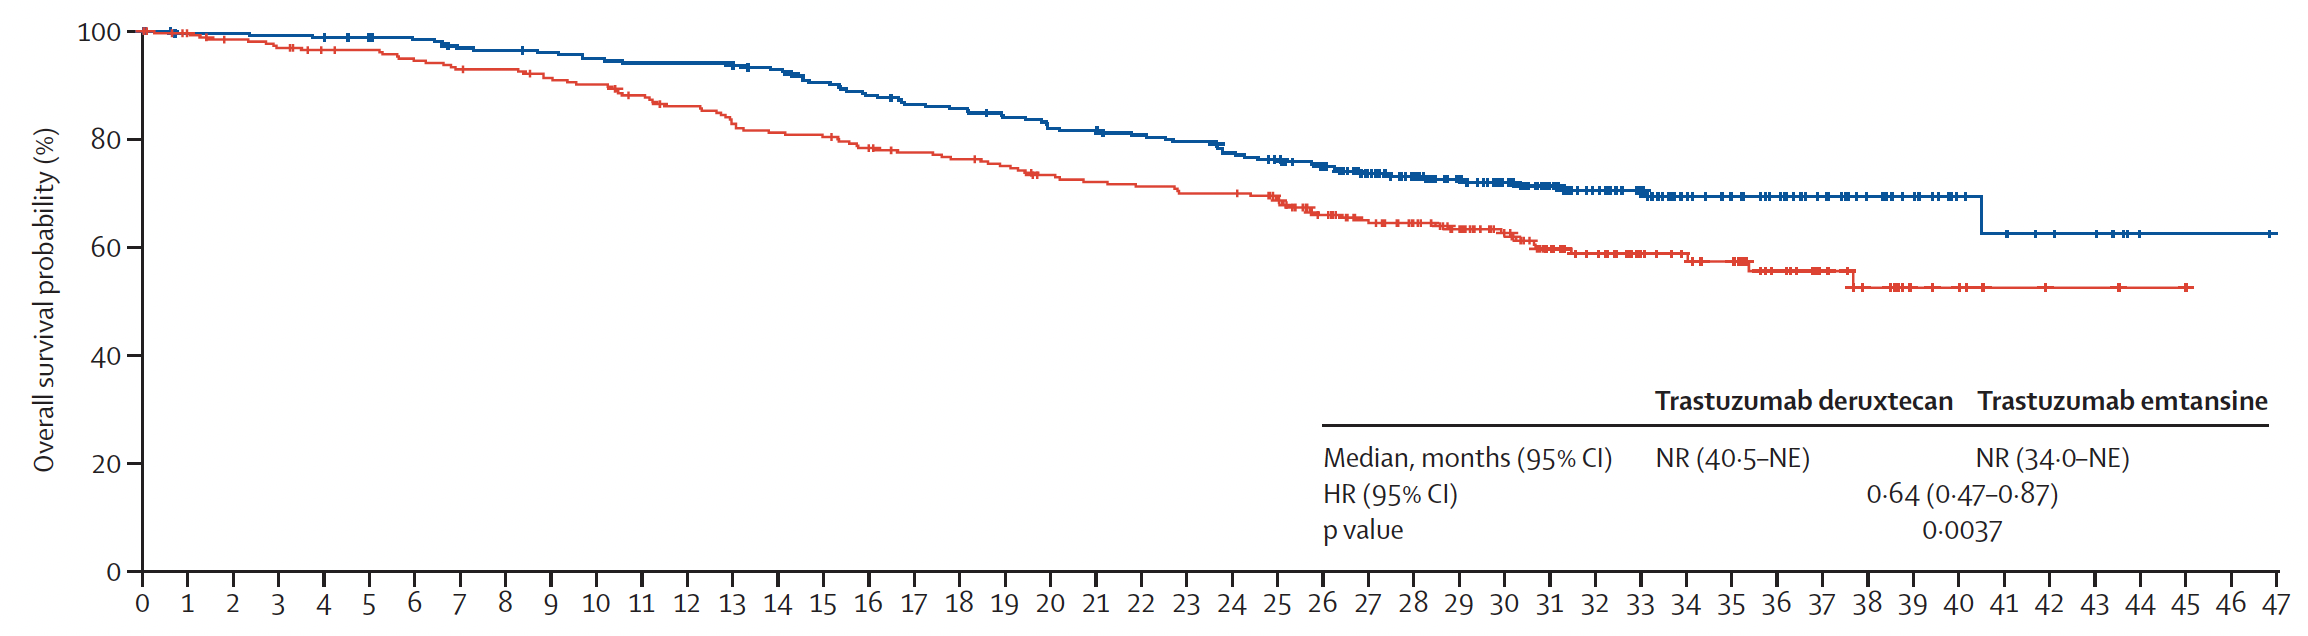 100
80
60
40
20
0
Overall survival probability (%)
Trastuzumab deruxtecan Trastuzumab emtansine
Median, months (95% CI) NR (40·5–NE) NR (34·0–NE)
HR (95% CI) 0·64 (0·47–0·87)
p value 0·0037
0 1 2 3 4 5 6 7 8 9 10 11 12 13 14 15 16 17 18 19 20 21 22 23 24 25 26 27 28 29 30 31 32 33 34 35 36 37 38 39 40 41 42 43 44 45 46 47